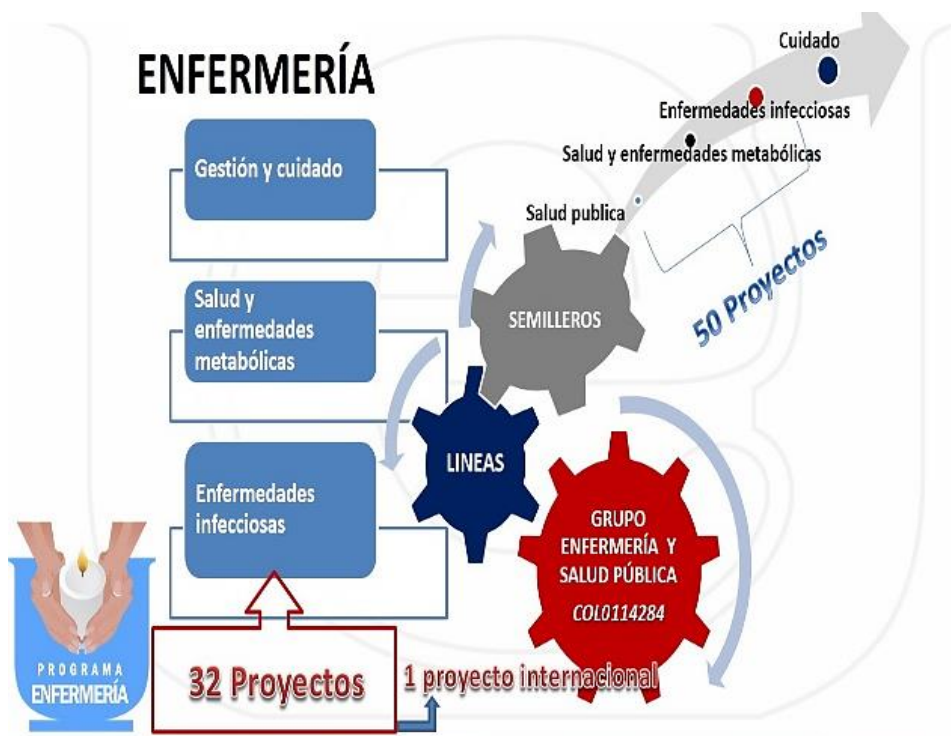 ENFERMERÍA
Gestión y cuidado
Salud y
enfermedades
metabólicas
Enfermedades
infecciosas
32 Proyectos
1 proyecto internacional
Cuidado
Enfermedades infecciosas
Salud y enfermedades metabólicas
Salud publica
50 Proyectos
SEMILLEROS
LINEAS
GRUPO
ENFERMERÍA Y
SALUD PÚBLICA
COL0114284
PROGRAMA
ENFERMERÍA